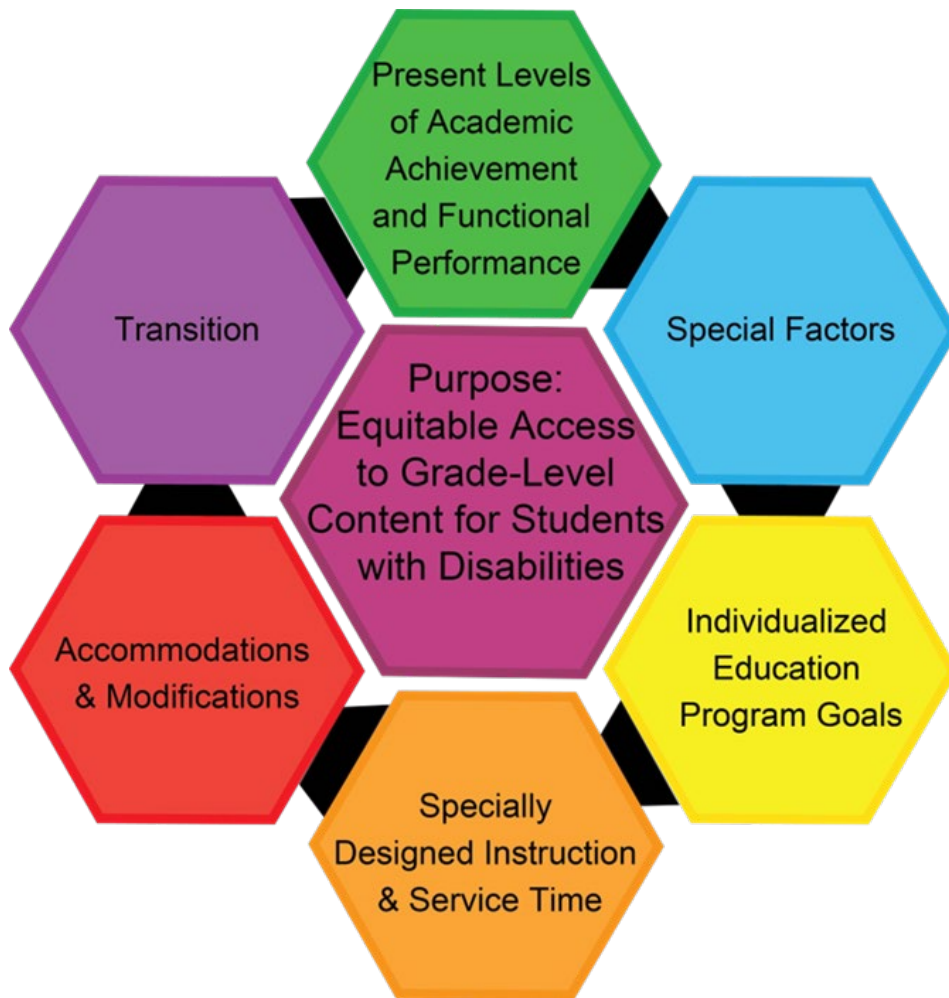 Present Levels
of Academic
Achievement
and Functional
Performance
Transition
Special Factors
Purpose:
Equitable Access
to Grade-Level
Content for Students
with Disabilities
Accommodations
& Modifications
Individualized
Education
Program Goals
Specially
Designed Instruction
& Service Time